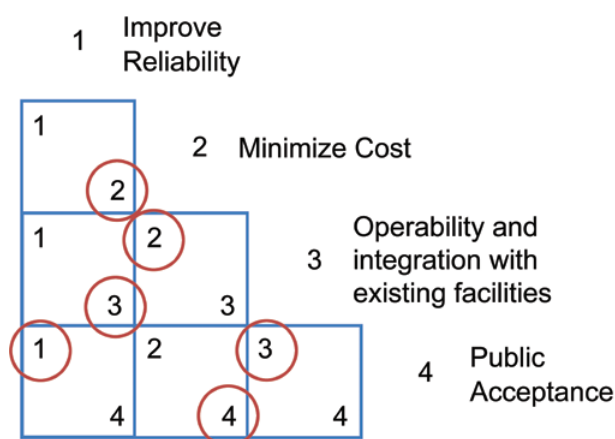 1 Improve
Reliability
1
2 Minimize Cost
2
1 2
Operability and
3 integration with
existing facilities
3 3
1 2 3
4 Public
Acceptance
4 4 4